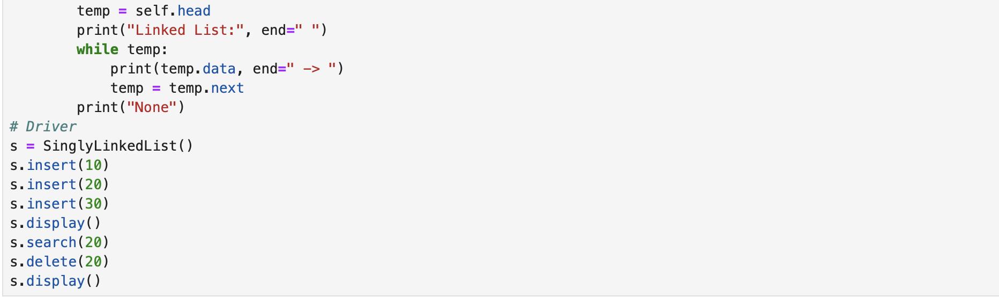 temp = self.head
        print("Linked List:", end=" ")
        while temp:
            print(temp.data, end=" -> ")
            temp = temp.next
        print("None")
# Driver
s = SinglyLinkedList()
s.insert(10)
s.insert(20)
s.insert(30)
s.display()
s.search(20)
s.delete(20)
s.display()